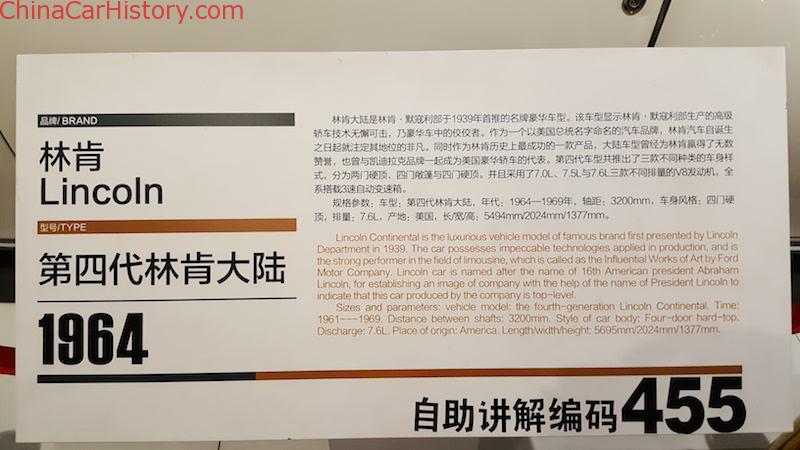 ChinaCarHistory.com
品牌/ BRAND
林肯
Lincoln
型号/TYPE
第四代林肯大陆
1964
林肯大陆是林肯·默寇利部于1939年首推的名牌豪华车型。该车型显示林肯·默寇利部生产的高级
轿车技术无懈可击，乃豪华车中的佼佼者。作为一个以美国总统名字命名的汽车品牌，林肯汽车自诞生
之日起就注定其地位的非凡。同时作为林肯历史上最成功的一款产品，大陆车型曾经为林肯赢得了无数
赞誉，也曾与凯迪拉克品牌一起成为美国豪华轿车的代表。第四代车型共推出了三款不同种类的车身样
式，分为两门硬顶、四门敞篷与四门硬顶。并且采用了7.0L、7.5L与7.6L三款不同排量的V8发动机，全
系搭载3速自动变速箱。
规格参数：车型：第四代林肯大陆，年代：1964—1969年，轴距：3200mm，车身风格：四门硬
顶，排量：7.6L，产地：美国，长/宽/高：5494mm/2024mm/1377mm。
Lincoln Continental is the luxurious vehicle model of famous brand first presented by Lincoln
Department in 1939. The car possesses impeccable technologies applied in production, and is
the strong performer in the field of limousine, which is called as the Influential Works of Art by Ford
Motor Company. Lincoln car is named after the name of 16th American president Abraham
Lincoln, for establishing an image of company with the help of the name of President Lincoln to
indicate that this car produced by the company is top-level.
Sizes and parameters: vehicle model: the fourth-generation Lincoln Continental. Time:
1961---1969. Distance between shafts: 3200mm. Style of car body: Four-door hard-top.
Discharge: 7.6L. Place of origin: America. Length/width/height: 5695mm/2024mm/1377mm.
自助讲解编码455